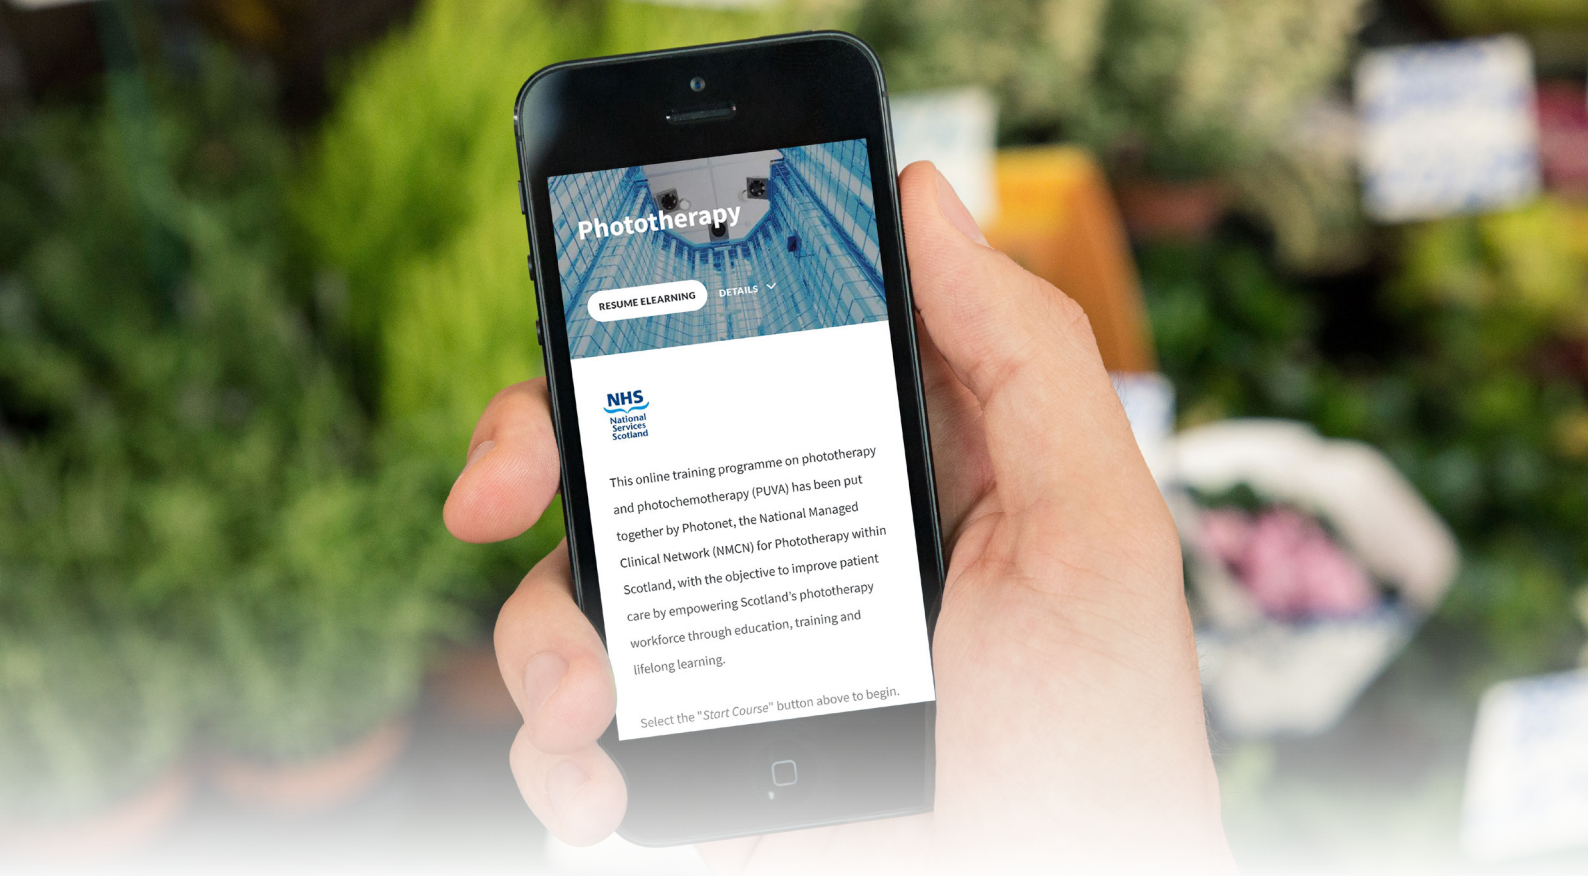 Phototherapy
RESUME ELEARNING DETAILS
NHS
National
Services
Scotland
This online training programme on phototherapy
and photochemotherapy (PUVA) has been put
together by Photonet, the National Managed
Clinical Network (NMCN) for Phototherapy within
Scotland, with the objective to improve patient
care by empowering Scotland's phototherapy
workforce through education, training and
lifelong learning.
Select the "Start Course" button above to begin.